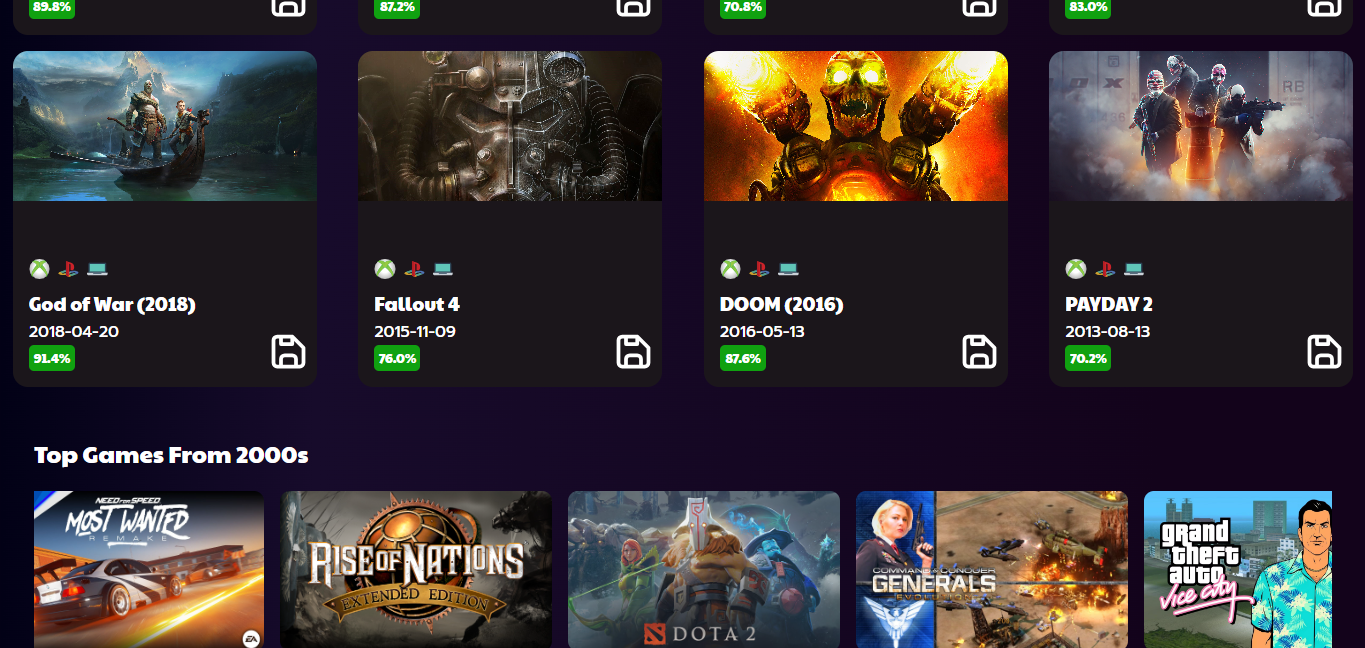 89.8%
87.2%
70.8%
83.0%
RB
God of War (2018)
2018-04-20
91.4%
Fallout 4
2015-11-09
76.0%
DOOM (2016)
2016-05-13
87.6%
PAYDAY 2
2013-08-13
70.2%
Top Games From 2000s
NEED FOR SPEED
MOST WANTED
REMAKE
EA
RISE OF NATIONS
EXTENDED EDITION
DOTA 2
COMMAND & CONQUER
GENERALS
EVOLUTION
grand
theft
auto
vice city